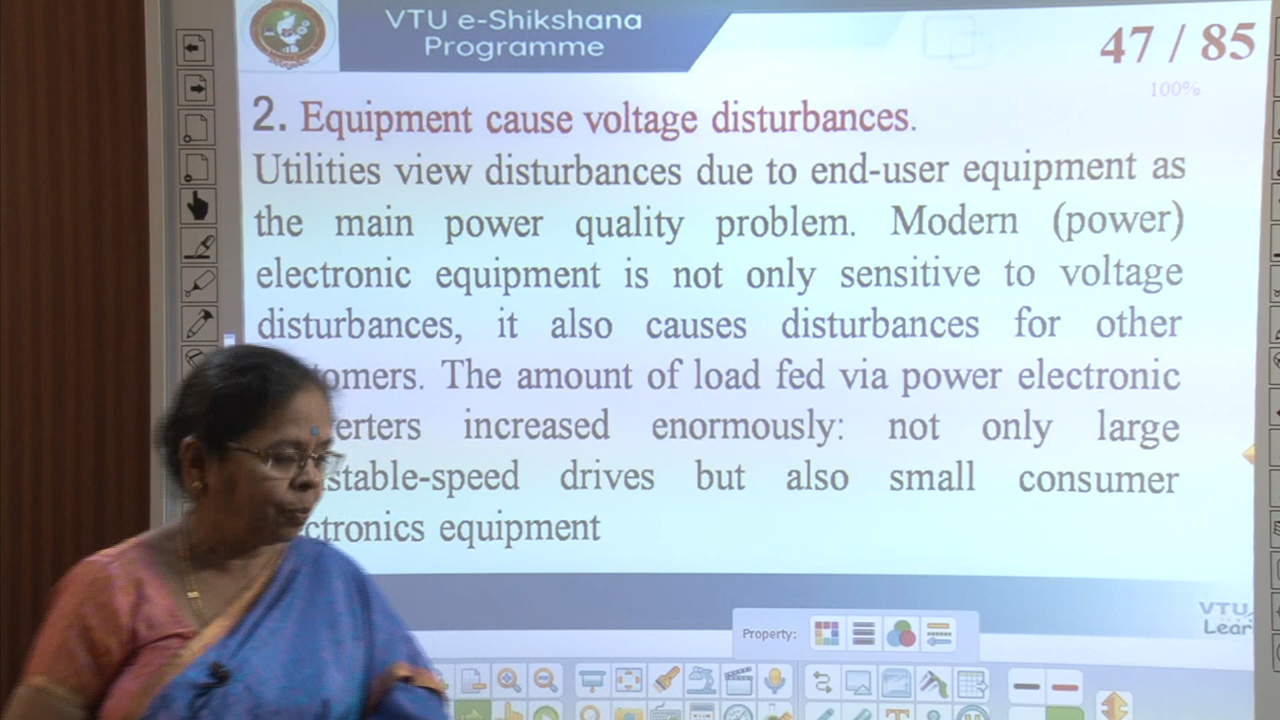 VTU e-Shikshana
Programme
47 / 85
100%
2. Equipment cause voltage disturbances.
Utilities view disturbances due to end-user equipment as
the main power quality problem. Modern (power)
electronic equipment is not only sensitive to voltage
disturbances, it also causes disturbances for other
omers. The amount of load fed via power electronic
erters increased enormously: not only large
stable-speed drives but also small consumer
ctronics equipment
VTU
Lear
Property: